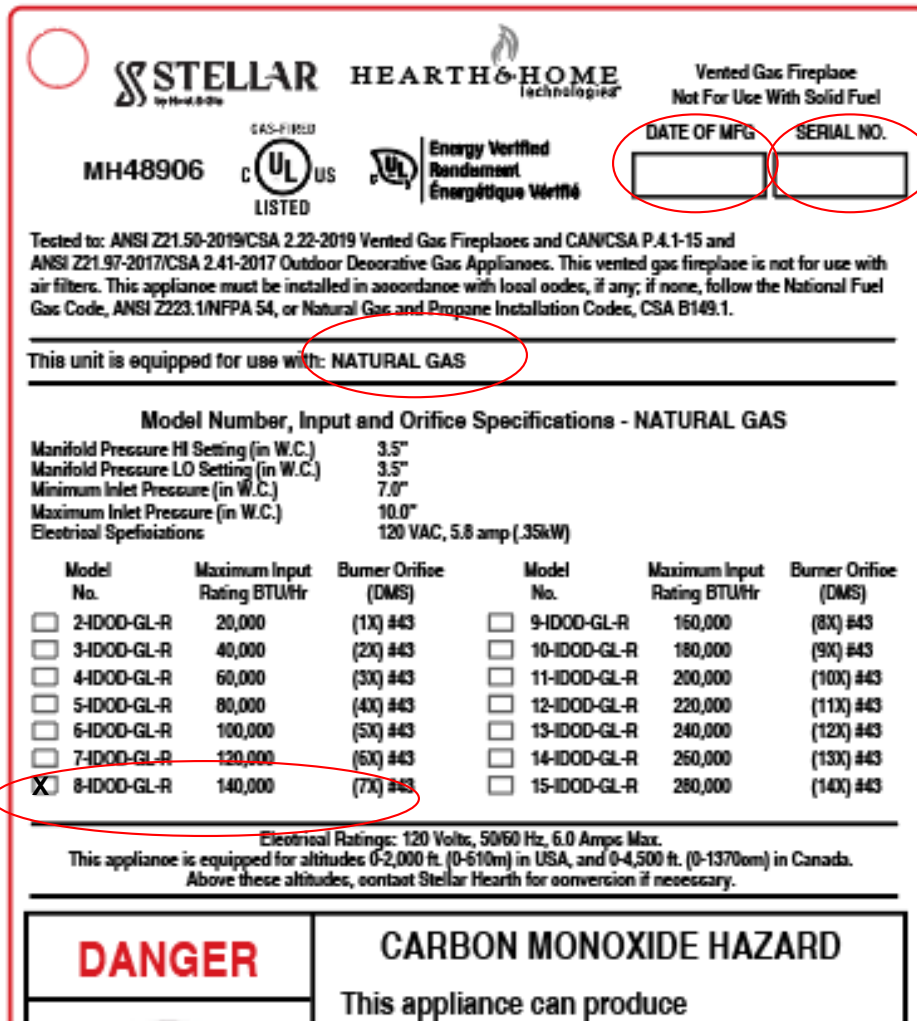 STELLAR
by Heat & Glo
HEARTH & HOME
technologies
Vented Gas Fireplace
Not For Use With Solid Fuel
DATE OF MFG SERIAL NO.
MH48906
GAS-FIRED
C UL US
LISTED
C UL
Energy Verified
Rendement
Énergétique Vérifié
Tested to: ANSI Z21.50-2019/CSA 2.22-2019 Vented Gas Fireplaces and CAN/CSA P.4.1-15 and
ANSI Z21.97-2017/CSA 2.41-2017 Outdoor Decorative Gas Appliances. This vented gas fireplace is not for use with
air filters. This appliance must be installed in accordance with local codes, if any; if none, follow the National Fuel
Gas Code, ANSI Z223.1/NFPA 54, or Natural Gas and Propane Installation Codes, CSA B149.1.
This unit is equipped for use with: NATURAL GAS
Model Number, Input and Orifice Specifications - NATURAL GAS
Manifold Pressure HI Setting (in W.C.) 3.5"
Manifold Pressure LO Setting (in W.C.) 3.5"
Minimum Inlet Pressure (in W.C.) 7.0"
Maximum Inlet Pressure (in W.C.) 10.0"
Electrical Speficiations 120 VAC, 5.8 amp (.35kW)
Model Maximum Input Burner Orifice Model Maximum Input Burner Orifice
No. Rating BTU/Hr (DMS) No. Rating BTU/Hr (DMS)
2-IDOD-GL-R 20,000 (1X) #43 9-IDOD-GL-R 160,000 (8X) #43
3-IDOD-GL-R 40,000 (2X) #43 10-IDOD-GL-R 180,000 (9X) #43
4-IDOD-GL-R 60,000 (3X) #43 11-IDOD-GL-R 200,000 (10X) #43
5-IDOD-GL-R 80,000 (4X) #43 12-IDOD-GL-R 220,000 (11X) #43
6-IDOD-GL-R 100,000 (5X) #43 13-IDOD-GL-R 240,000 (12X) #43
7-IDOD-GL-R 120,000 (6X) #43 14-IDOD-GL-R 260,000 (13X) #43
X 8-IDOD-GL-R 140,000 (7X) #43 15-IDOD-GL-R 280,000 (14X) #43
Electrical Ratings: 120 Volts, 50/60 Hz, 6.0 Amps Max.
This appliance is equipped for altitudes 0-2,000 ft. (0-610m) in USA, and 0-4,500 ft. (0-1370om) in Canada.
Above these altitudes, contact Stellar Hearth for conversion if necessary.
DANGER
CARBON MONOXIDE HAZARD
This appliance can produce